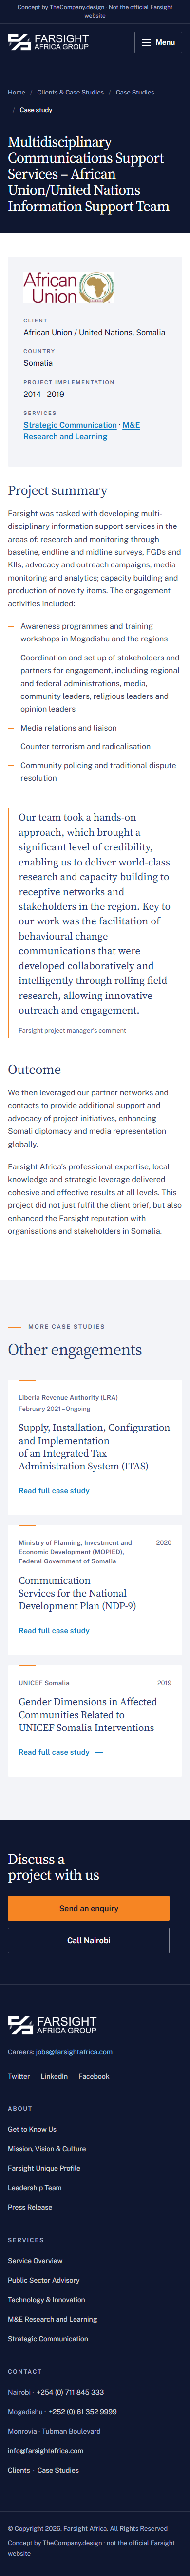 Concept by TheCompany.design · Not the official Farsight
website
FARSIGHT
AFRICA GROUP
Menu
Home / Clients & Case Studies / Case Studies
/ Case study
Multidisciplinary
Communications Support
Services – African
Union/United Nations
Information Support Team
African
Union
CLIENT
African Union / United Nations, Somalia
COUNTRY
Somalia
PROJECT IMPLEMENTATION
2014 – 2019
SERVICES
Strategic Communication · M&E
Research and Learning
Project summary
Farsight was tasked with developing multi-
disciplinary information support services in the
areas of: research and monitoring through
baseline, endline and midline surveys, FGDs and
KIIs; advocacy and outreach campaigns; media
monitoring and analytics; capacity building and
production of novelty items. The engagement
activities included:
— Awareness programmes and training
workshops in Mogadishu and the regions
— Coordination and set up of stakeholders and
partners for engagement, including regional
and federal administrations, media,
community leaders, religious leaders and
opinion leaders
— Media relations and liaison
— Counter terrorism and radicalisation
— Community policing and traditional dispute
resolution
Our team took a hands-on
approach, which brought a
significant level of credibility,
enabling us to deliver world-class
research and capacity building to
receptive networks and
stakeholders in the region. Key to
our work was the facilitation of
behavioural change
communications that were
developed collaboratively and
intelligently through rolling field
research, allowing innovative
outreach and engagement.
Farsight project manager's comment
Outcome
We then leveraged our partner networks and
contacts to provide additional support and
advocacy of project initiatives, enhancing
Somali diplomacy and media representation
globally.
Farsight Africa's professional expertise, local
knowledge and strategic leverage delivered
cohesive and effective results at all levels. This
project did not just fulfil the client brief, but also
enhanced the Farsight reputation with
organisations and stakeholders in Somalia.
MORE CASE STUDIES
Other engagements
Liberia Revenue Authority (LRA)
February 2021 – Ongoing
Supply, Installation, Configuration
and Implementation
of an Integrated Tax
Administration System (ITAS)
Read full case study
Ministry of Planning, Investment and 2020
Economic Development (MOPIED),
Federal Government of Somalia
Communication
Services for the National
Development Plan (NDP-9)
Read full case study
UNICEF Somalia 2019
Gender Dimensions in Affected
Communities Related to
UNICEF Somalia Interventions
Read full case study
Discuss a
project with us
Send an enquiry
Call Nairobi
FARSIGHT
AFRICA GROUP
Careers: jobs@farsightafrica.com
Twitter LinkedIn Facebook
ABOUT
Get to Know Us
Mission, Vision & Culture
Farsight Unique Profile
Leadership Team
Press Release
SERVICES
Service Overview
Public Sector Advisory
Technology & Innovation
M&E Research and Learning
Strategic Communication
CONTACT
Nairobi · +254 (0) 711 845 333
Mogadishu · +252 (0) 61 352 9999
Monrovia · Tubman Boulevard
info@farsightafrica.com
Clients · Case Studies
© Copyright 2026. Farsight Africa. All Rights Reserved
Concept by TheCompany.design · not the official Farsight
website